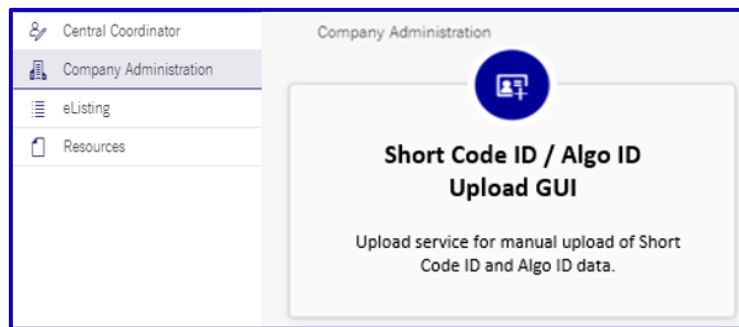 Central Coordinator
Company Administration
eListing
Resources
Company Administration
Short Code ID / Algo ID
Upload GUI
Upload service for manual upload of Short
Code ID and Algo ID data.